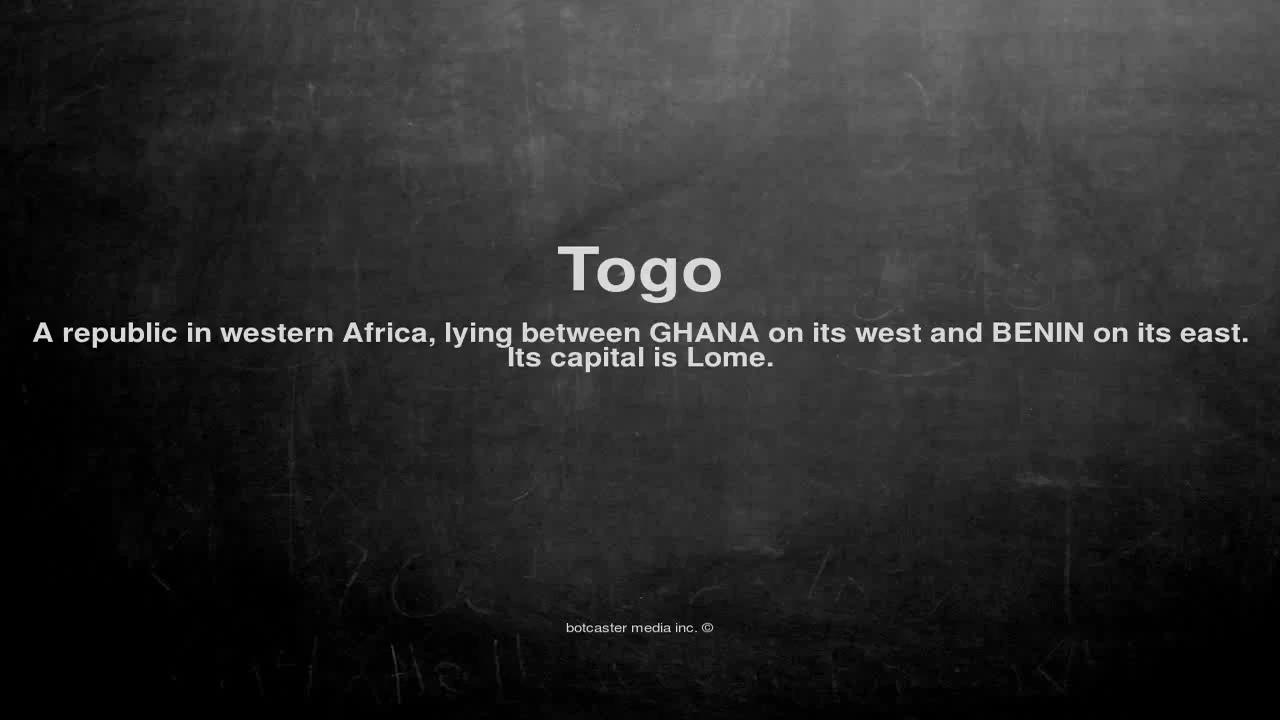 Togo
A republic in western Africa, lying between GHANA on its west and BENIN on its east.
Its capital is Lome.
botcaster media inc. ©